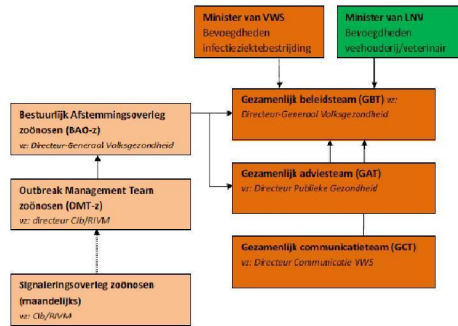 Minister van VWS
Bevoegdheden
infectieziektebestrijding
Minister van LNV
Bevoegdheden
veehouderij/veterinair
Bestuurlijk Afstemmingsoverleg
zoönosen (BAO-z)
vz: Directeur-Generaal Volksgezondheid
Gezamenlijk beleidsteam (GBT) vz:
Directeur-Generaal Volksgezondheid
Outbreak Management Team
zoönosen (OMT-z)
vz: directeur Cib/RIVM
Gezamenlijk adviesteam (GAT)
vz: Directeur Publieke Gezondheid
Gezamenlijk communicatieteam (GCT)
vz: Directeur Communicatie VWS
Signaleringsoverleg zoönosen
(maandelijks)
vz: Cib/RIVM